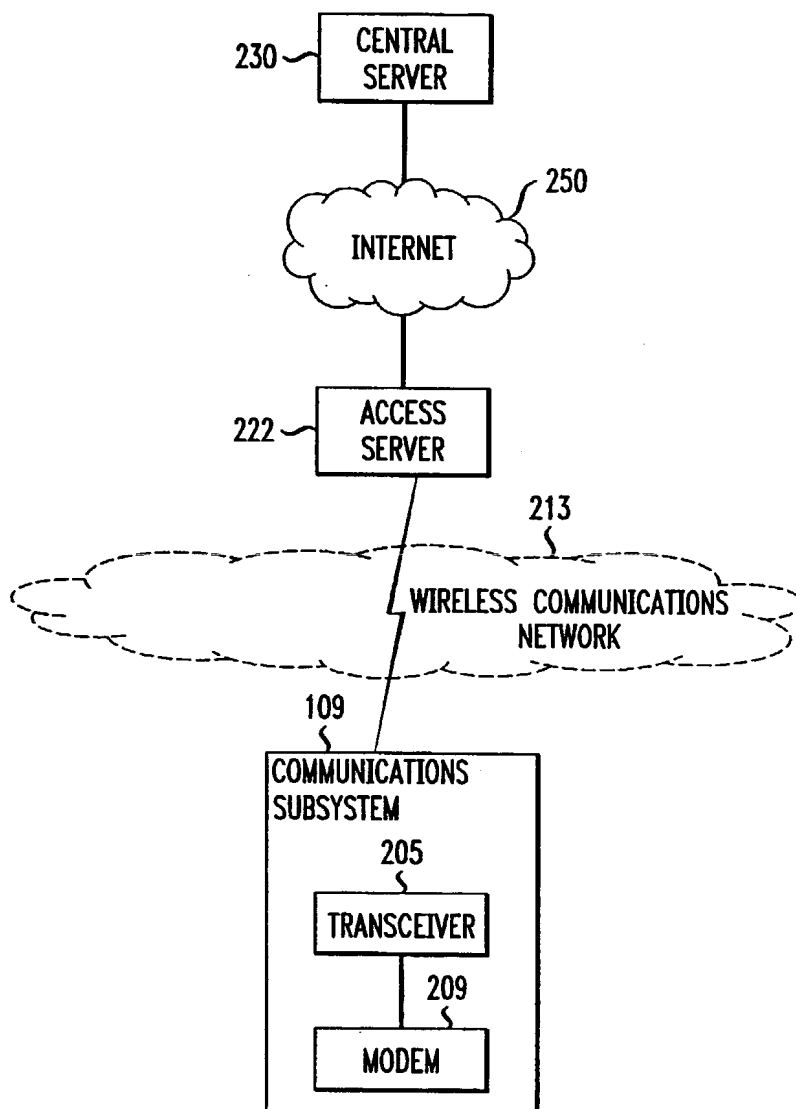 230
CENTRAL
SERVER
250
INTERNET
222
ACCESS
SERVER
213
WIRELESS COMMUNICATIONS
NETWORK
109
COMMUNICATIONS
SUBSYSTEM
205
TRANSCEIVER
209
MODEM